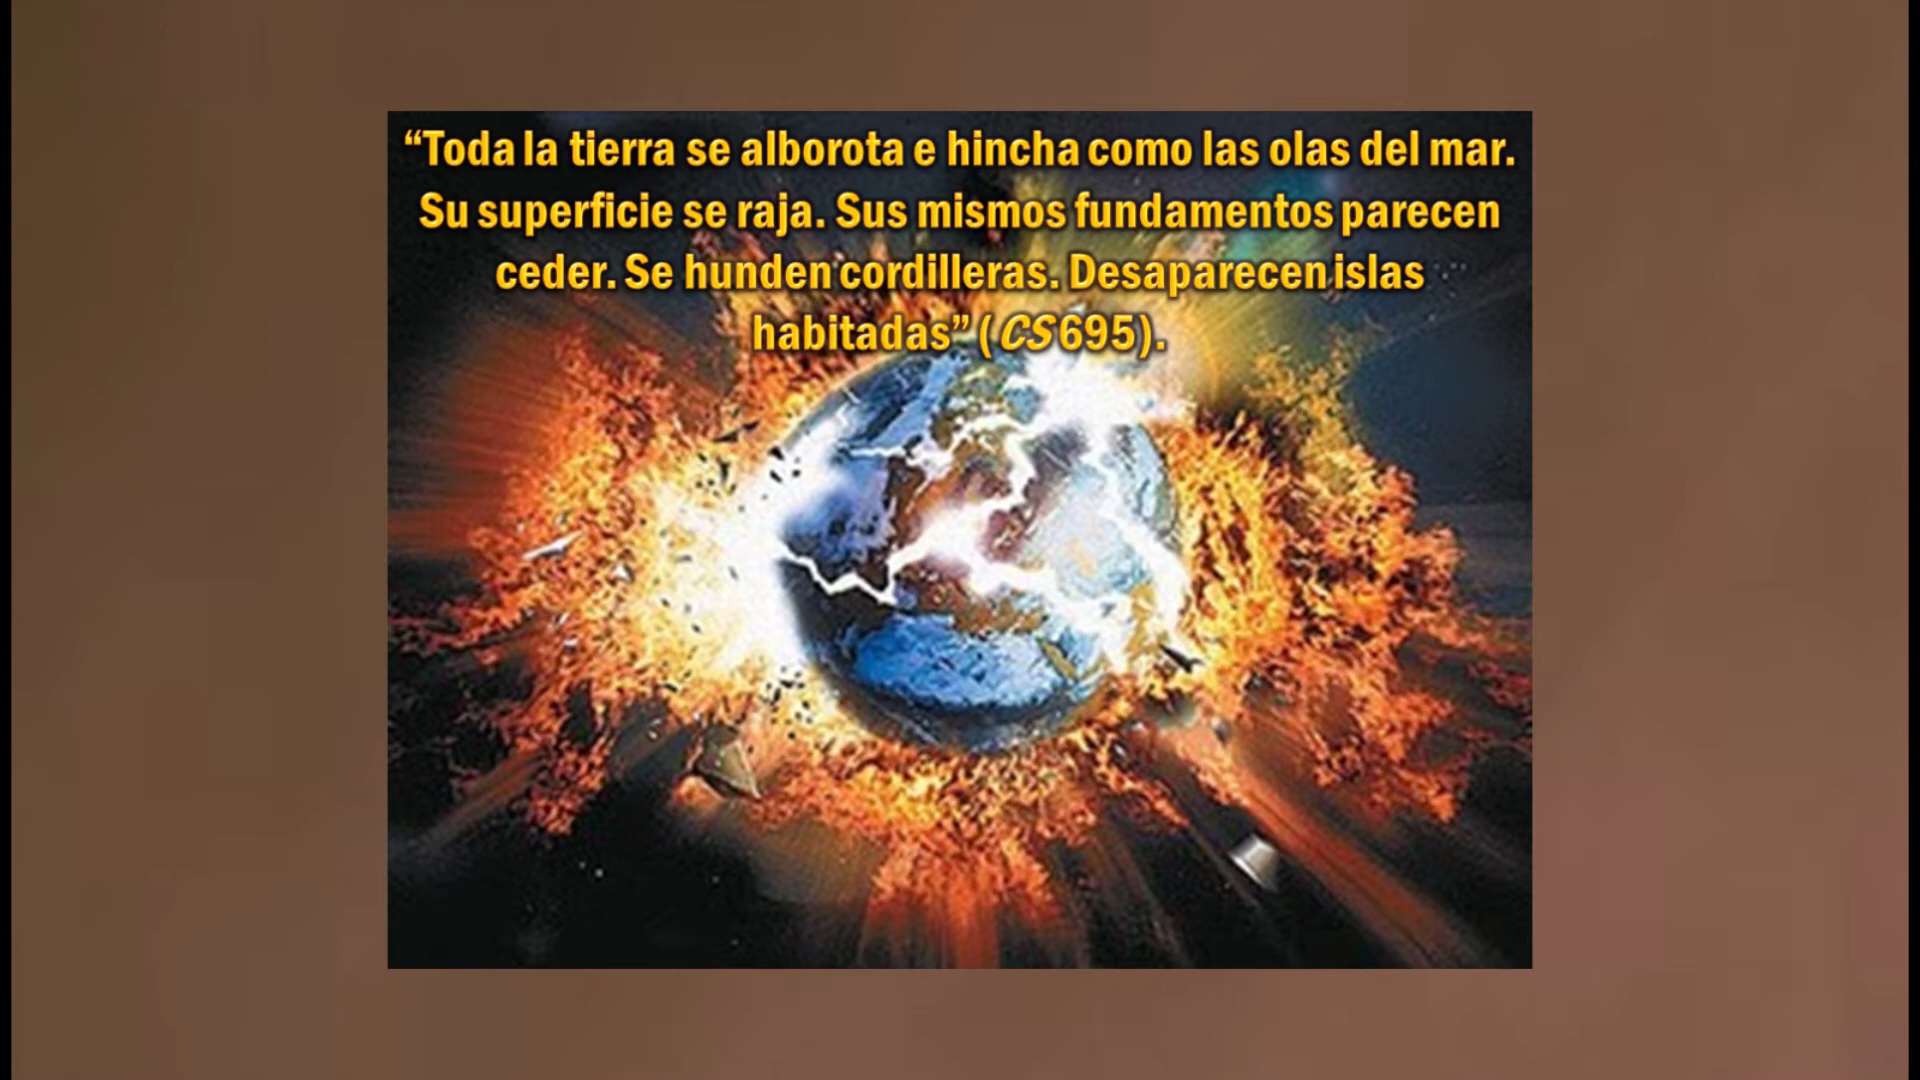 “Toda la tierra se alborota e hincha como las olas del mar.
Su superficie se raja. Sus mismos fundamentos parecen
ceder. Se hunden cordilleras. Desaparecen islas
habitadas” (CS 695).